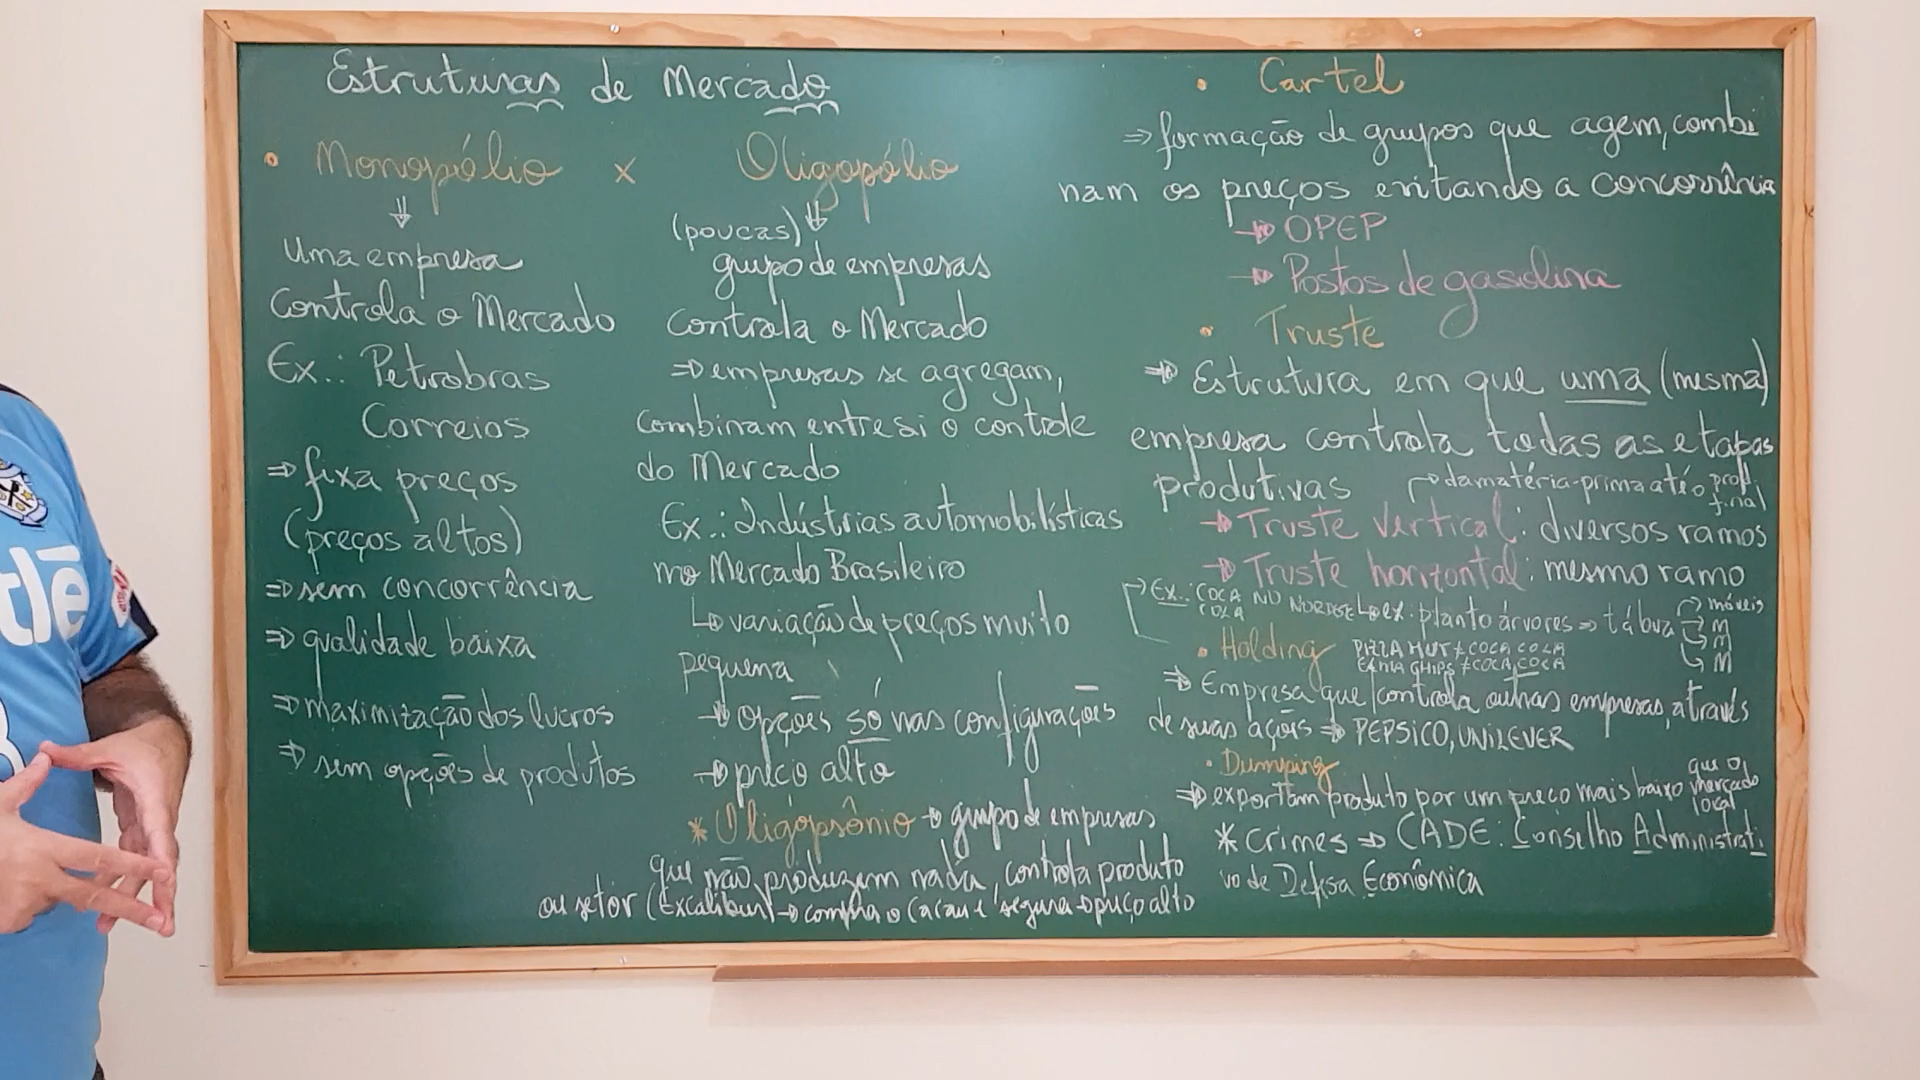 Estruturas de Mercado
• Monopólio x Oligopólio
Uma empresa
Controla o Mercado
Ex.: Petrobras
Correios
⇒ fixa preços
(preços altos)
⇒ sem concorrência
⇒ qualidade baixa
⇒ maximização dos lucros
⇒ sem opções de produtos
(poucas)
grupo de empresas
Controla o Mercado
⇒ empresas se agregam,
combinam entre si o controle
do Mercado
Ex.: Indústrias automobilísticas
no Mercado Brasileiro
↳ variação de preços muito
pequena
→ Opções só nas configurações
→ preço alto
* Oligopsônio → grupo de empresas
que não produzem nada, controla produto
ou setor (Excalibur) → compra o cacau e segura → preço alto
• Cartel
⇒ formação de grupos que agem, combi
nam os preços evitando a concorrência
→ OPEP
→ Postos de gasolina
• Truste
→ Estrutura em que uma (mesma)
empresa controla todas as etapas
produtivas → da matéria-prima até o prod. final
→ Truste vertical: diversos ramos
→ Truste horizontal: mesmo ramo
→ Ex.: COCA COLA NO NORDESTE
↳ ex: planto árvores ⇒ tábua → móveis
M
M
• Holding
PIZZA HUT ≠ COCA COLA
≠ COCA COLA
⇒ Empresa que controla outras empresas, através
de suas ações ⇒ PEPSICO, UNILEVER
• Dumping
⇒ exportam produto por um preço mais baixo que o mercado local
* Crimes ⇒ CADE: Conselho Administrati
vo de Defesa Econômica
tlē